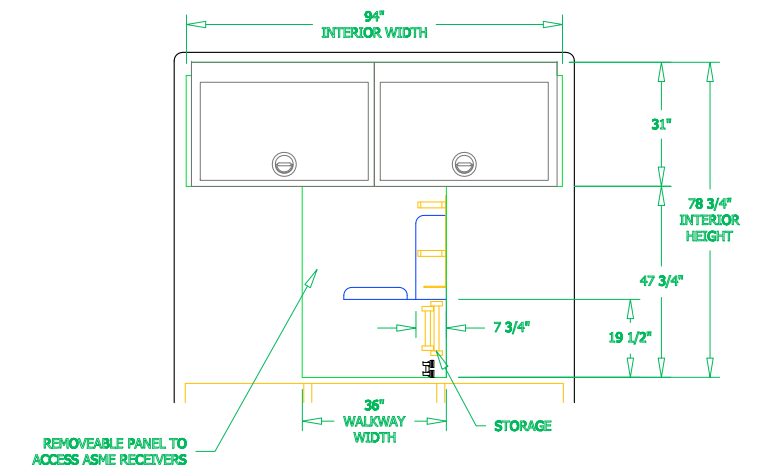 94"
INTERIOR WIDTH
31"
78 3/4"
INTERIOR
HEIGHT
47 3/4"
7 3/4"
19 1/2"
36"
WALKWAY
WIDTH
STORAGE
REMOVEABLE PANEL TO
ACCESS ASME RECEIVERS